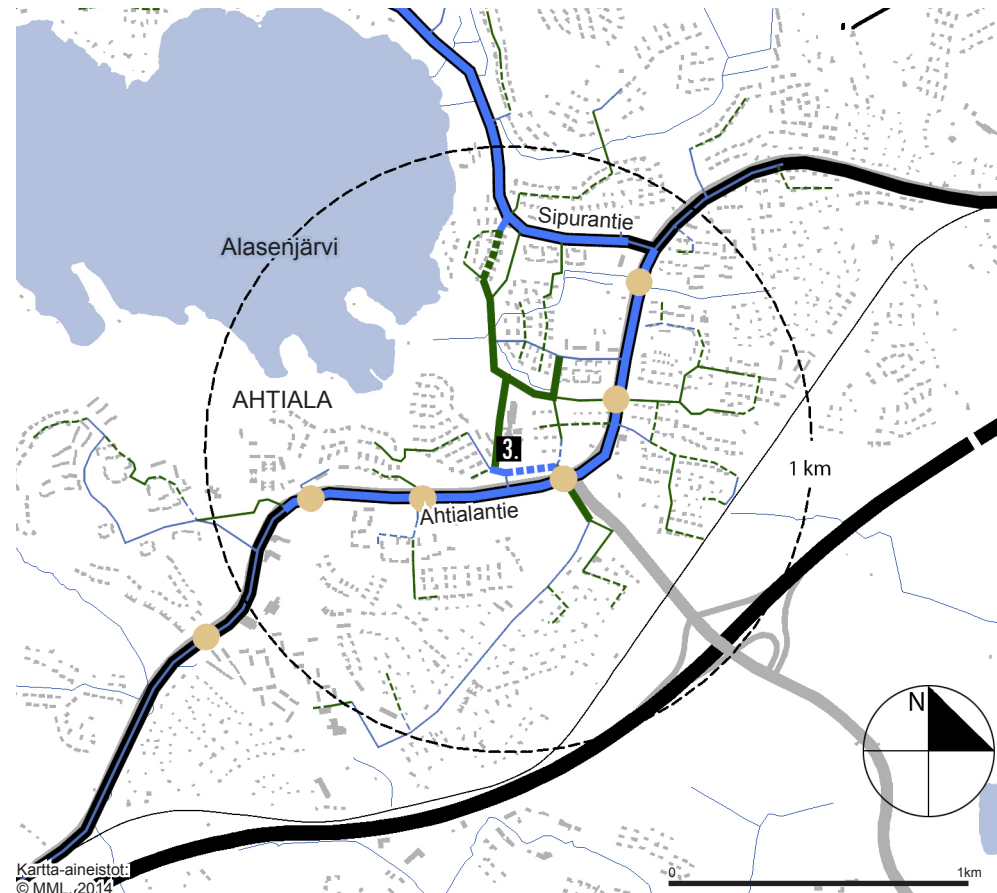 Sipurantie
Alasenjärvi
AHTIALA
3.
1 km
Ahtialantie
N
Kartta-aineistot:
© MML, 2014
0 1km